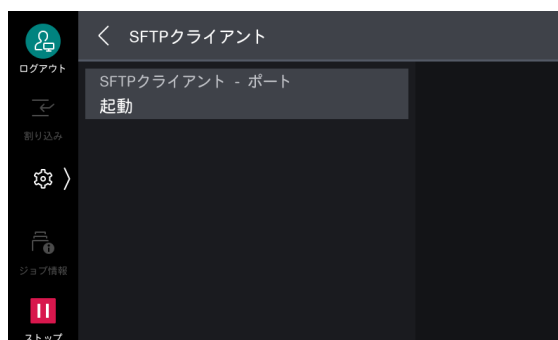 SFTPクライアント
ログアウト
SFTPクライアント - ポート
起動
割り込み
ジョブ情報
ストップ